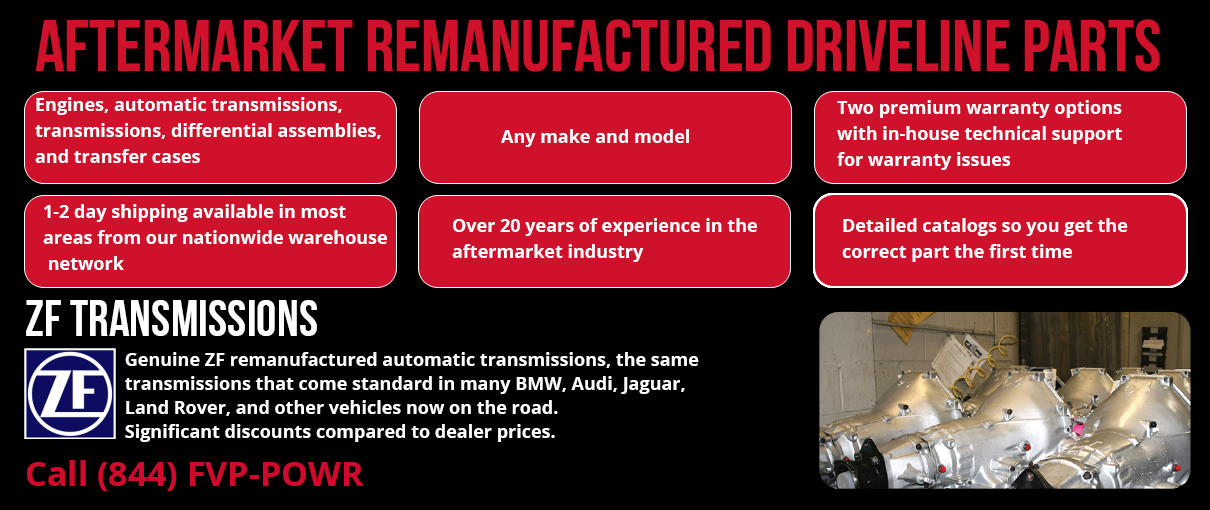 AFTERMARKET REMANUFACTURED DRIVELINE PARTS
Engines, automatic transmissions,
transmissions, differential assemblies,
and transfer cases
Any make and model
Two premium warranty options
with in-house technical support
for warranty issues
1-2 day shipping available in most
areas from our nationwide warehouse
network
Over 20 years of experience in the
aftermarket industry
Detailed catalogs so you get the
correct part the first time
ZF TRANSMISSIONS
ZF
Genuine ZF remanufactured automatic transmissions, the same
transmissions that come standard in many BMW, Audi, Jaguar,
Land Rover, and other vehicles now on the road.
Significant discounts compared to dealer prices.
Call (844) FVP-POWR